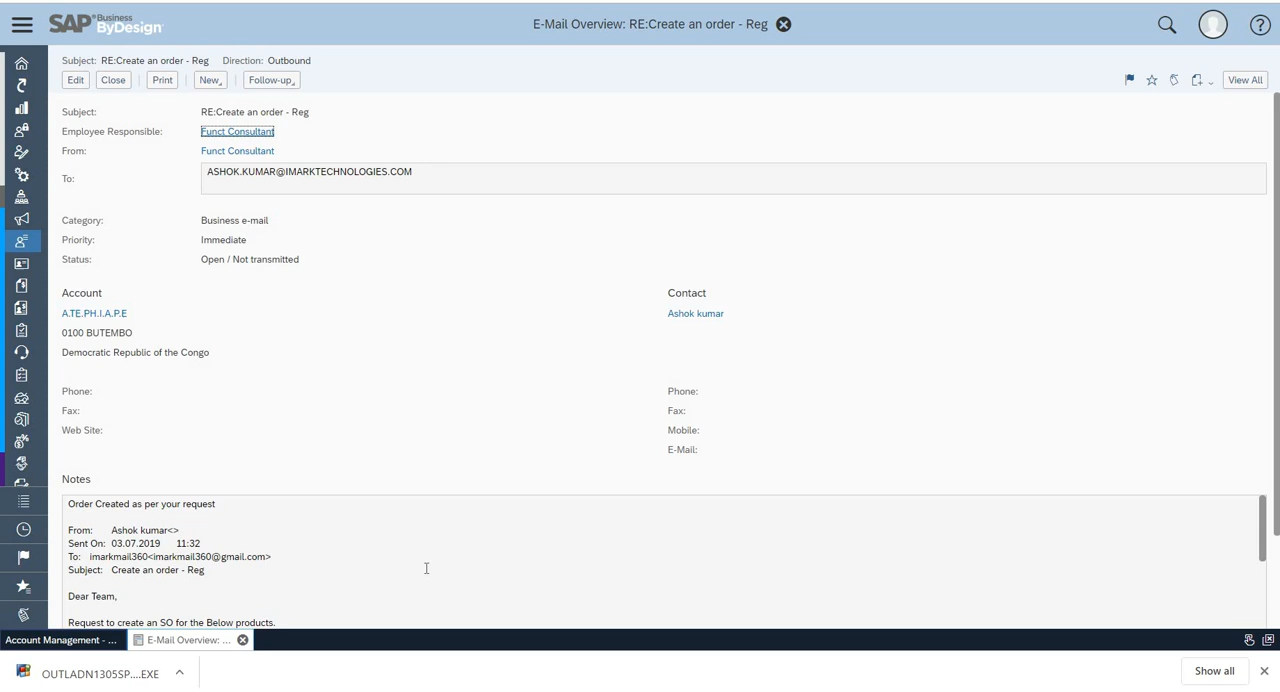 SAP Business ByDesign
E-Mail Overview: RE:Create an order - Reg
Subject: RE:Create an order - Reg Direction: Outbound
Edit Close Print New Follow-up View All
Subject: RE:Create an order - Reg
Employee Responsible: Funct Consultant
From: Funct Consultant
To: ASHOK.KUMAR@IMARKTECHNOLOGIES.COM
Category: Business e-mail
Priority: Immediate
Status: Open / Not transmitted
Account Contact
A.TE.PH.I.A.P.E Ashok kumar
0100 BUTEMBO
Democratic Republic of the Congo
Phone: Phone:
Fax: Fax:
Web Site: Mobile:
E-Mail:
Notes
Order Created as per your request
From: Ashok kumar<>
Sent On: 03.07.2019 11:32
To: imarkmail360<imarkmail360@gmail.com>
Subject: Create an order - Reg
Dear Team,
Request to create an SO for the Below products.
Account Management - ... E-Mail Overview: ...
OUTLADN1305SP....EXE Show all